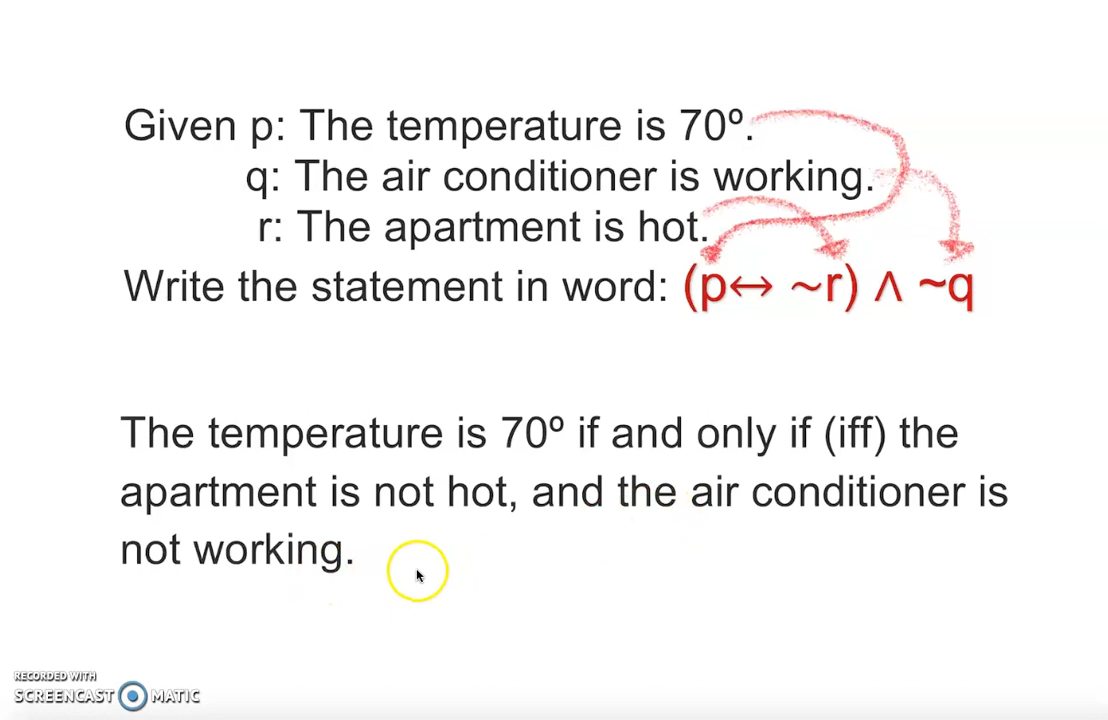 Given p: The temperature is 70º.
q: The air conditioner is working.
r: The apartment is hot.
Write the statement in word: (p↔ ~r) ∧ ~q
The temperature is 70º if and only if (iff) the
apartment is not hot, and the air conditioner is
not working.
RECORDED WITH
SCREENCAST MATIC